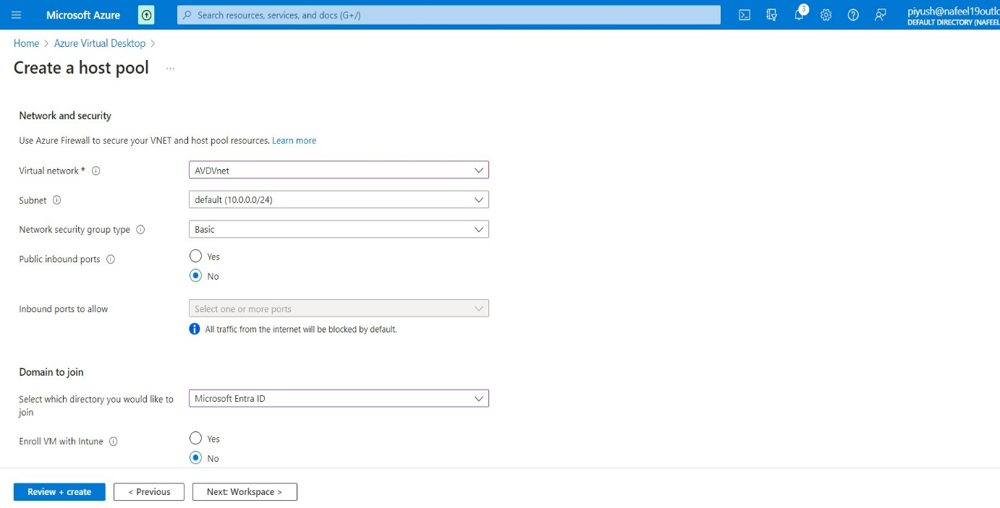 Microsoft Azure
Search resources, services, and docs (G+/)
3
piyush@nafeel19outlo
DEFAULT DIRECTORY (NAFEEL
Home > Azure Virtual Desktop >
Create a host pool ...
Network and security
Use Azure Firewall to secure your VNET and host pool resources. Learn more
Virtual network *
AVDVnet
Subnet
default (10.0.0.0/24)
Network security group type
Basic
Public inbound ports
Yes
No
Inbound ports to allow
Select one or more ports
All traffic from the internet will be blocked by default.
Domain to join
Select which directory you would like to
join
Microsoft Entra ID
Enroll VM with Intune
Yes
No
Review + create
< Previous
Next: Workspace >